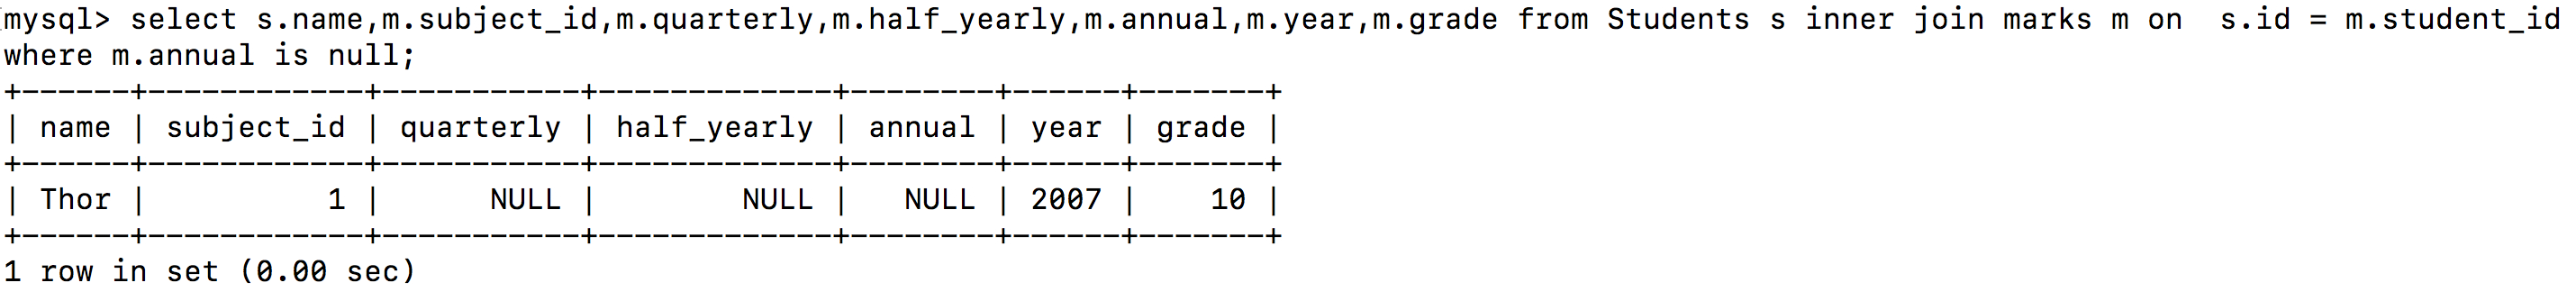 mysql> select s.name,m.subject_id,m.quarterly,m.half_yearly,m.annual,m.year,m.grade from Students s inner join marks m on  s.id = m.student_id
where m.annual is null;
+------+------------+-----------+-------------+--------+------+-------+
| name | subject_id | quarterly | half_yearly | annual | year | grade |
+------+------------+-----------+-------------+--------+------+-------+
| Thor |          1 |      NULL |        NULL |   NULL | 2007 |    10 |
+------+------------+-----------+-------------+--------+------+-------+
1 row in set (0.00 sec)